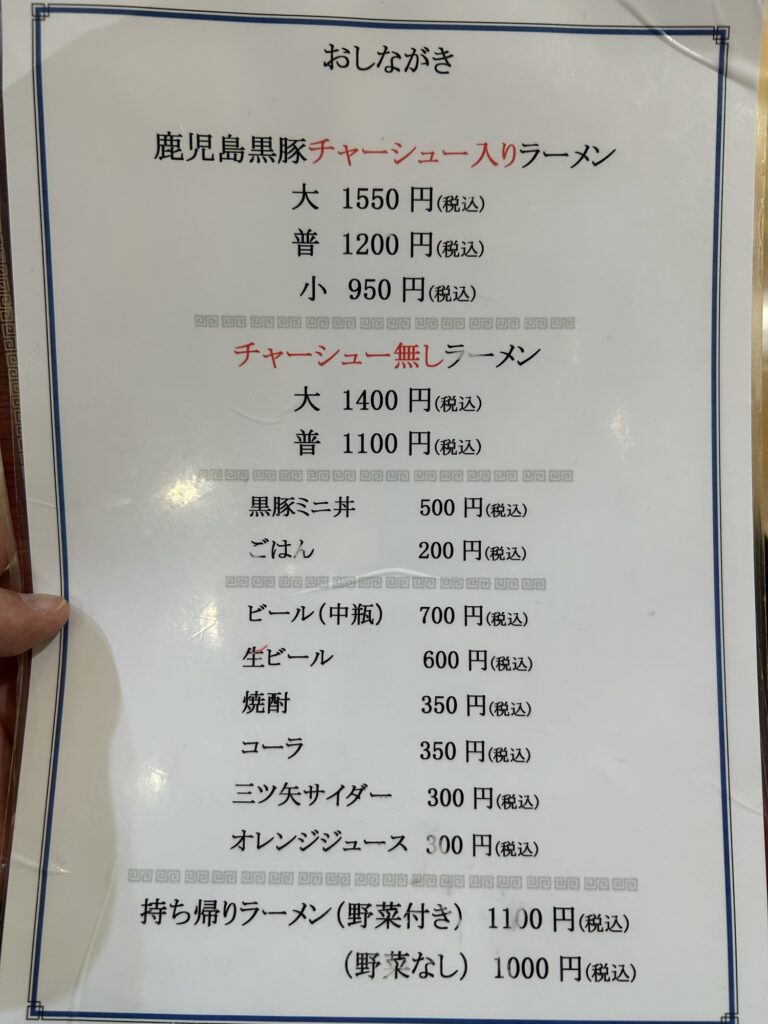 おしながき
鹿児島黒豚チャーシュー入りラーメン
大 1550 円(税込)
普 1200 円(税込)
小 950 円(税込)
チャーシュー無しラーメン
大 1400 円(税込)
普 1100 円(税込)
黒豚ミニ丼 500 円(税込)
ごはん 200 円(税込)
ビール(中瓶) 700 円(税込)
生ビール 600 円(税込)
焼酎 350 円(税込)
コーラ 350 円(税込)
三ツ矢サイダー 300 円(税込)
オレンジジュース 300 円(税込)
持ち帰りラーメン(野菜付き) 1100 円(税込)
(野菜なし) 1000 円(税込)